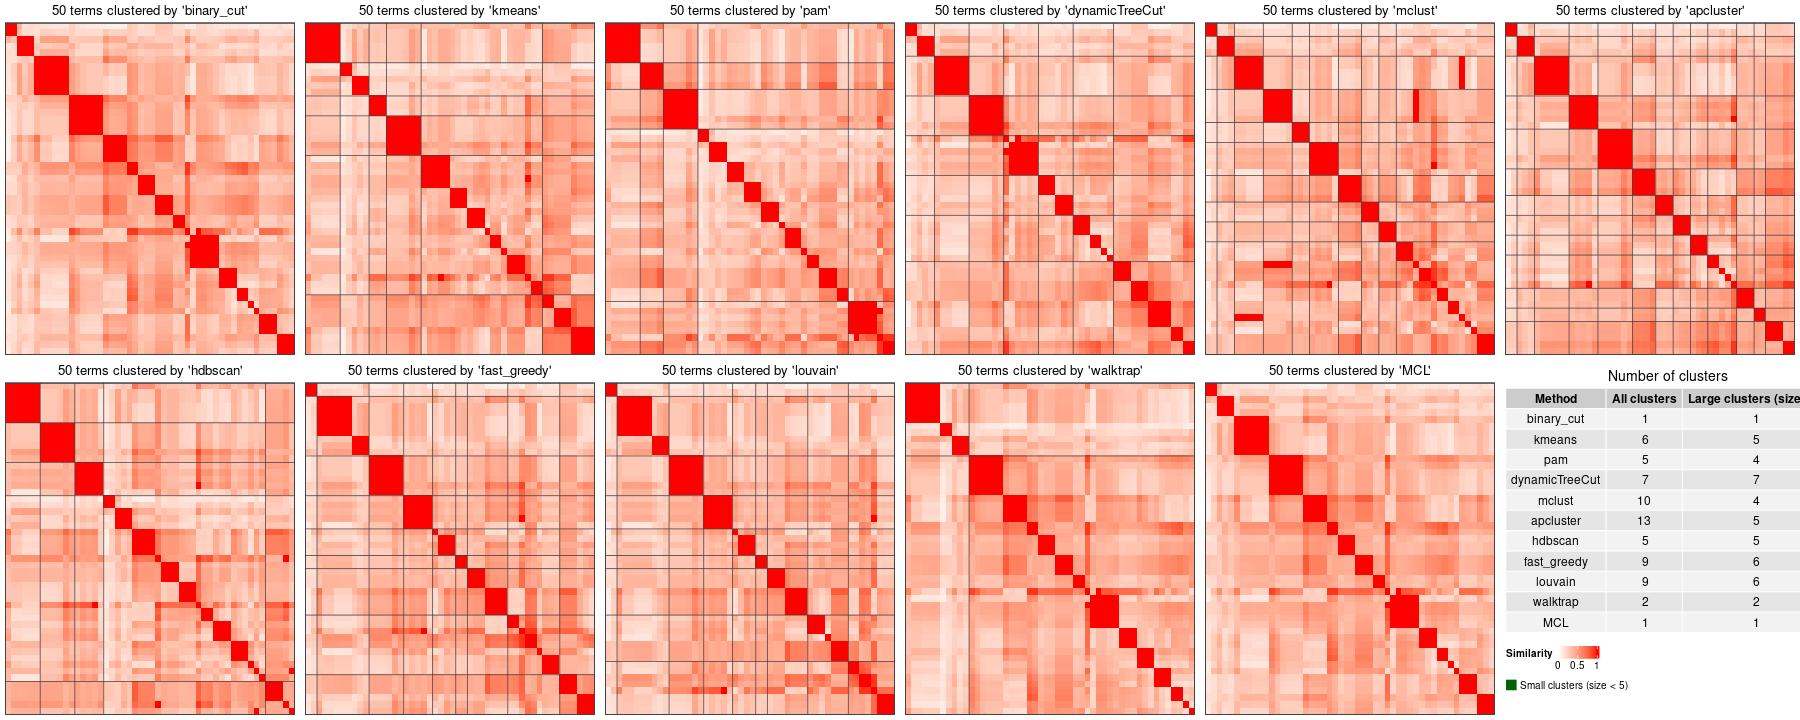 50 terms clustered by 'binary_cut'
50 terms clustered by 'kmeans'
50 terms clustered by 'pam'
50 terms clustered by 'dynamicTreeCut'
50 terms clustered by 'mclust'
50 terms clustered by 'apcluster'
50 terms clustered by 'hdbscan'
50 terms clustered by 'fast_greedy'
50 terms clustered by 'louvain'
50 terms clustered by 'walktrap'
50 terms clustered by 'MCL'
Number of clusters
Method All clusters Large clusters (size
binary_cut 1 1
kmeans 6 5
pam 5 4
dynamicTreeCut 7 7
mclust 10 4
apcluster 13 5
hdbscan 5 5
fast_greedy 9 6
louvain 9 6
walktrap 2 2
MCL 1 1
Similarity
0 0.5 1
Small clusters (size < 5)